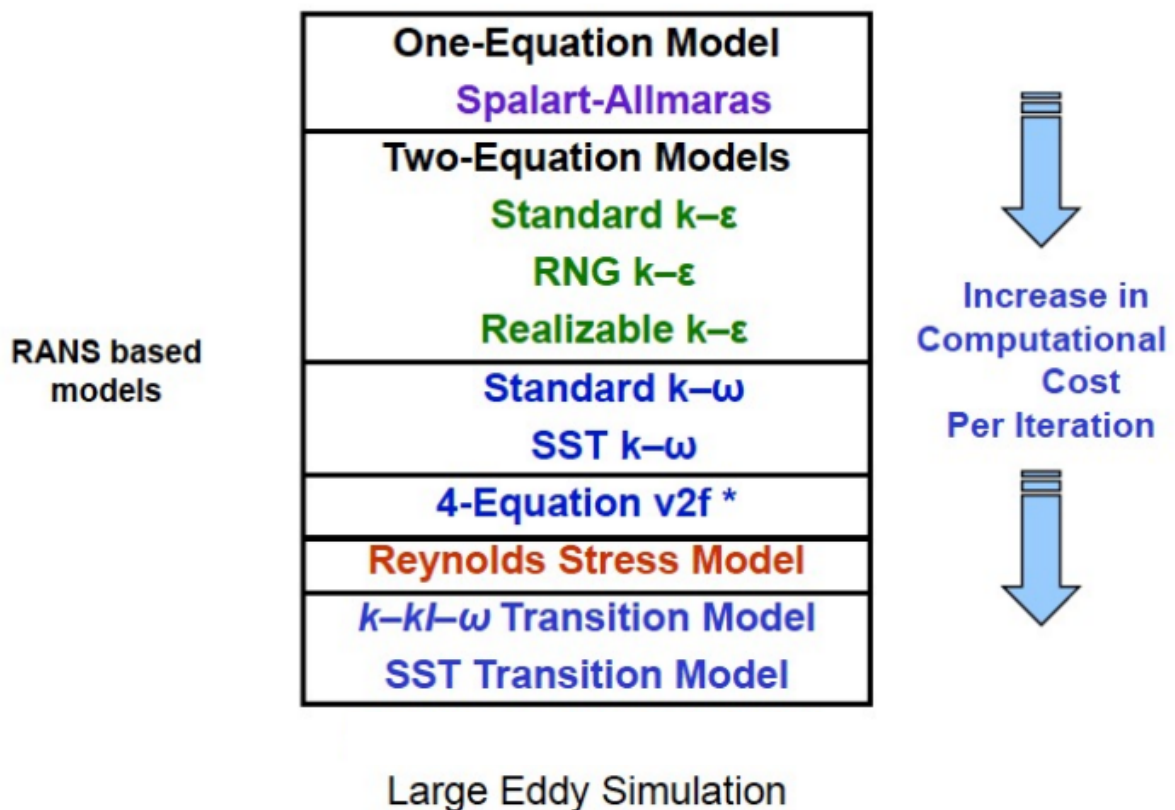 One-Equation Model
Spalart-Allmaras
Two-Equation Models
Standard k–ε
RNG k–ε
Realizable k–ε
Standard k–ω
SST k–ω
4-Equation v2f *
Reynolds Stress Model
k–kl–ω Transition Model
SST Transition Model
RANS based
models
Increase in
Computational
Cost
Per Iteration
Large Eddy Simulation